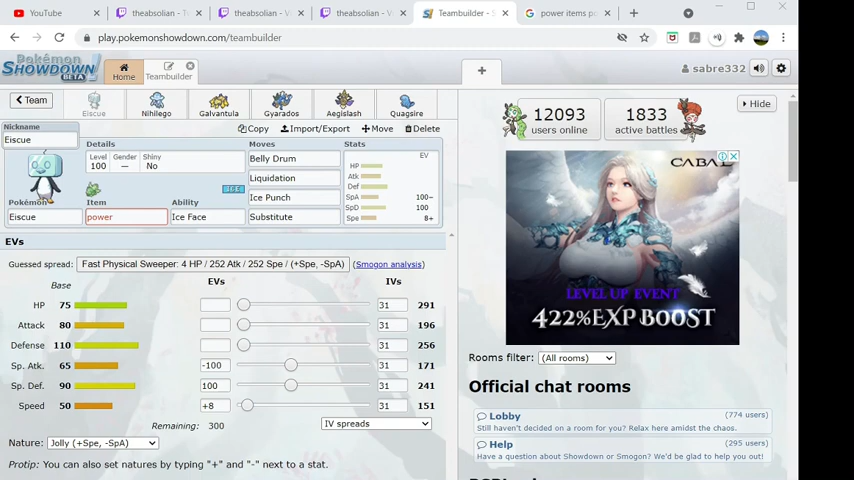 YouTube
theabsolian - Tw
theabsolian - V
theabsolian - V
Teambuilder - S
power items po
play.pokemonshowdown.com/teambuilder
Pokémon
Showdown!
BETA
Home
Teambuilder
+
sabre332
< Team
Eiscue
Nihilego
Galvantula
Gyarados
Aegislash
Quagsire
Nickname
Eiscue
Copy
Import/Export
Move
Delete
Details
Level
Gender
Shiny
100
—
No
Moves
Belly Drum
Liquidation
Ice Punch
Substitute
Stats
EV
HP
Atk
Def
SpA 100−
SpD 100
Spe 8+
Pokémon
Eiscue
Item
power
ICE
Ability
Ice Face
EVs
Guessed spread:
Fast Physical Sweeper: 4 HP / 252 Atk / 252 Spe / (+Spe, -SpA)
(Smogon analysis)
Base
EVs
IVs
HP 75 31 291
Attack 80 31 196
Defense 110 31 256
Sp. Atk. 65 -100 31 171
Sp. Def. 90 100 31 241
Speed 50 +8 31 151
Remaining: 300
IV spreads
Nature: Jolly (+Spe, -SpA)
Protip: You can also set natures by typing "+" and "-" next to a stat.
12093
users online
1833
active battles
Hide
CABAL
LEVEL UP EVENT
422%EXP BOOST
Rooms filter: (All rooms)
Official chat rooms
Lobby
(774 users)
Still haven't decided on a room for you? Relax here amidst the chaos.
Help
(295 users)
Have a question about Showdown or Smogon? We'd be glad to help you out!